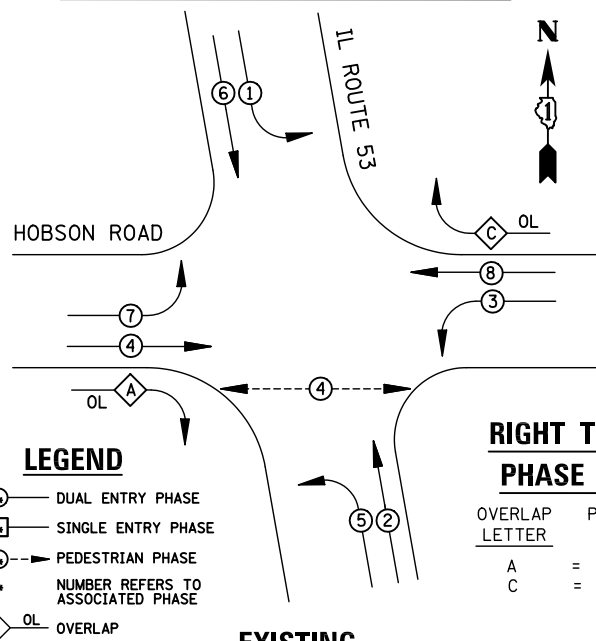 N
1
6 1
IL ROUTE 53
HOBSON ROAD
C OL
8
3
7
4
A
OL
4
5 2
LEGEND
DUAL ENTRY PHASE
SINGLE ENTRY PHASE
PEDESTRIAN PHASE
* NUMBER REFERS TO
ASSOCIATED PHASE
OL OVERLAP
RIGHT T
PHASE
OVERLAP P
LETTER
A =
C =
EXISTING